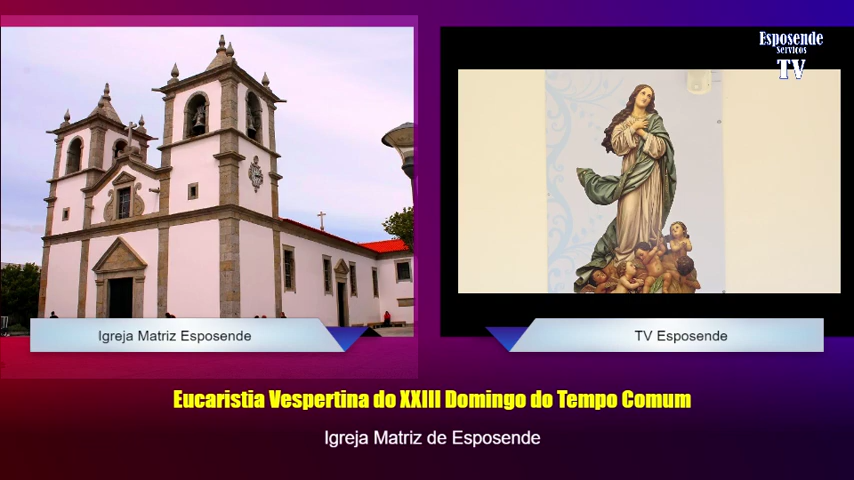 Esposende
Servicos
TV
Igreja Matriz Esposende
TV Esposende
Eucaristia Vespertina do XXIII Domingo do Tempo Comum
Igreja Matriz de Esposende